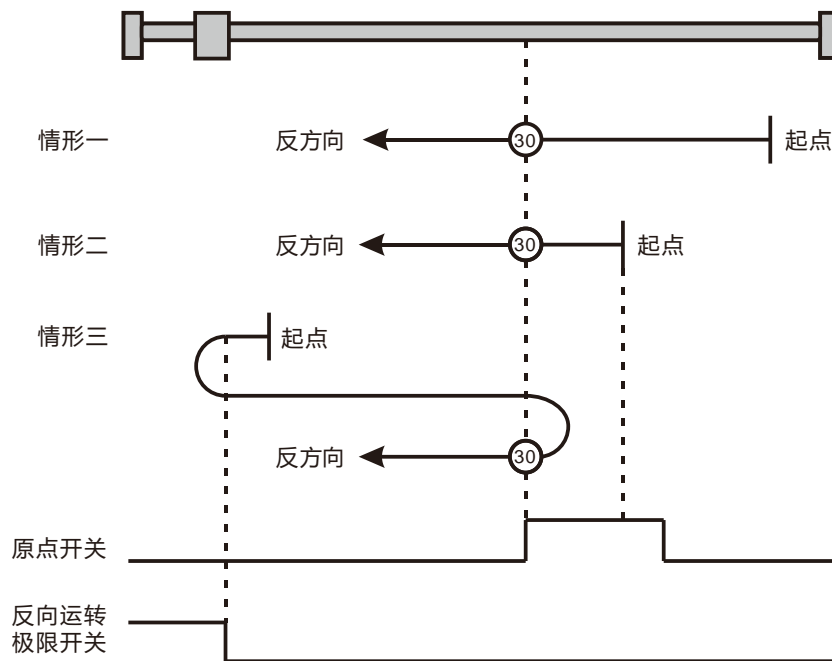 情形一
反方向
30
起点
情形二
反方向
30
起点
情形三
起点
反方向
30
原点开关
反向运转
极限开关